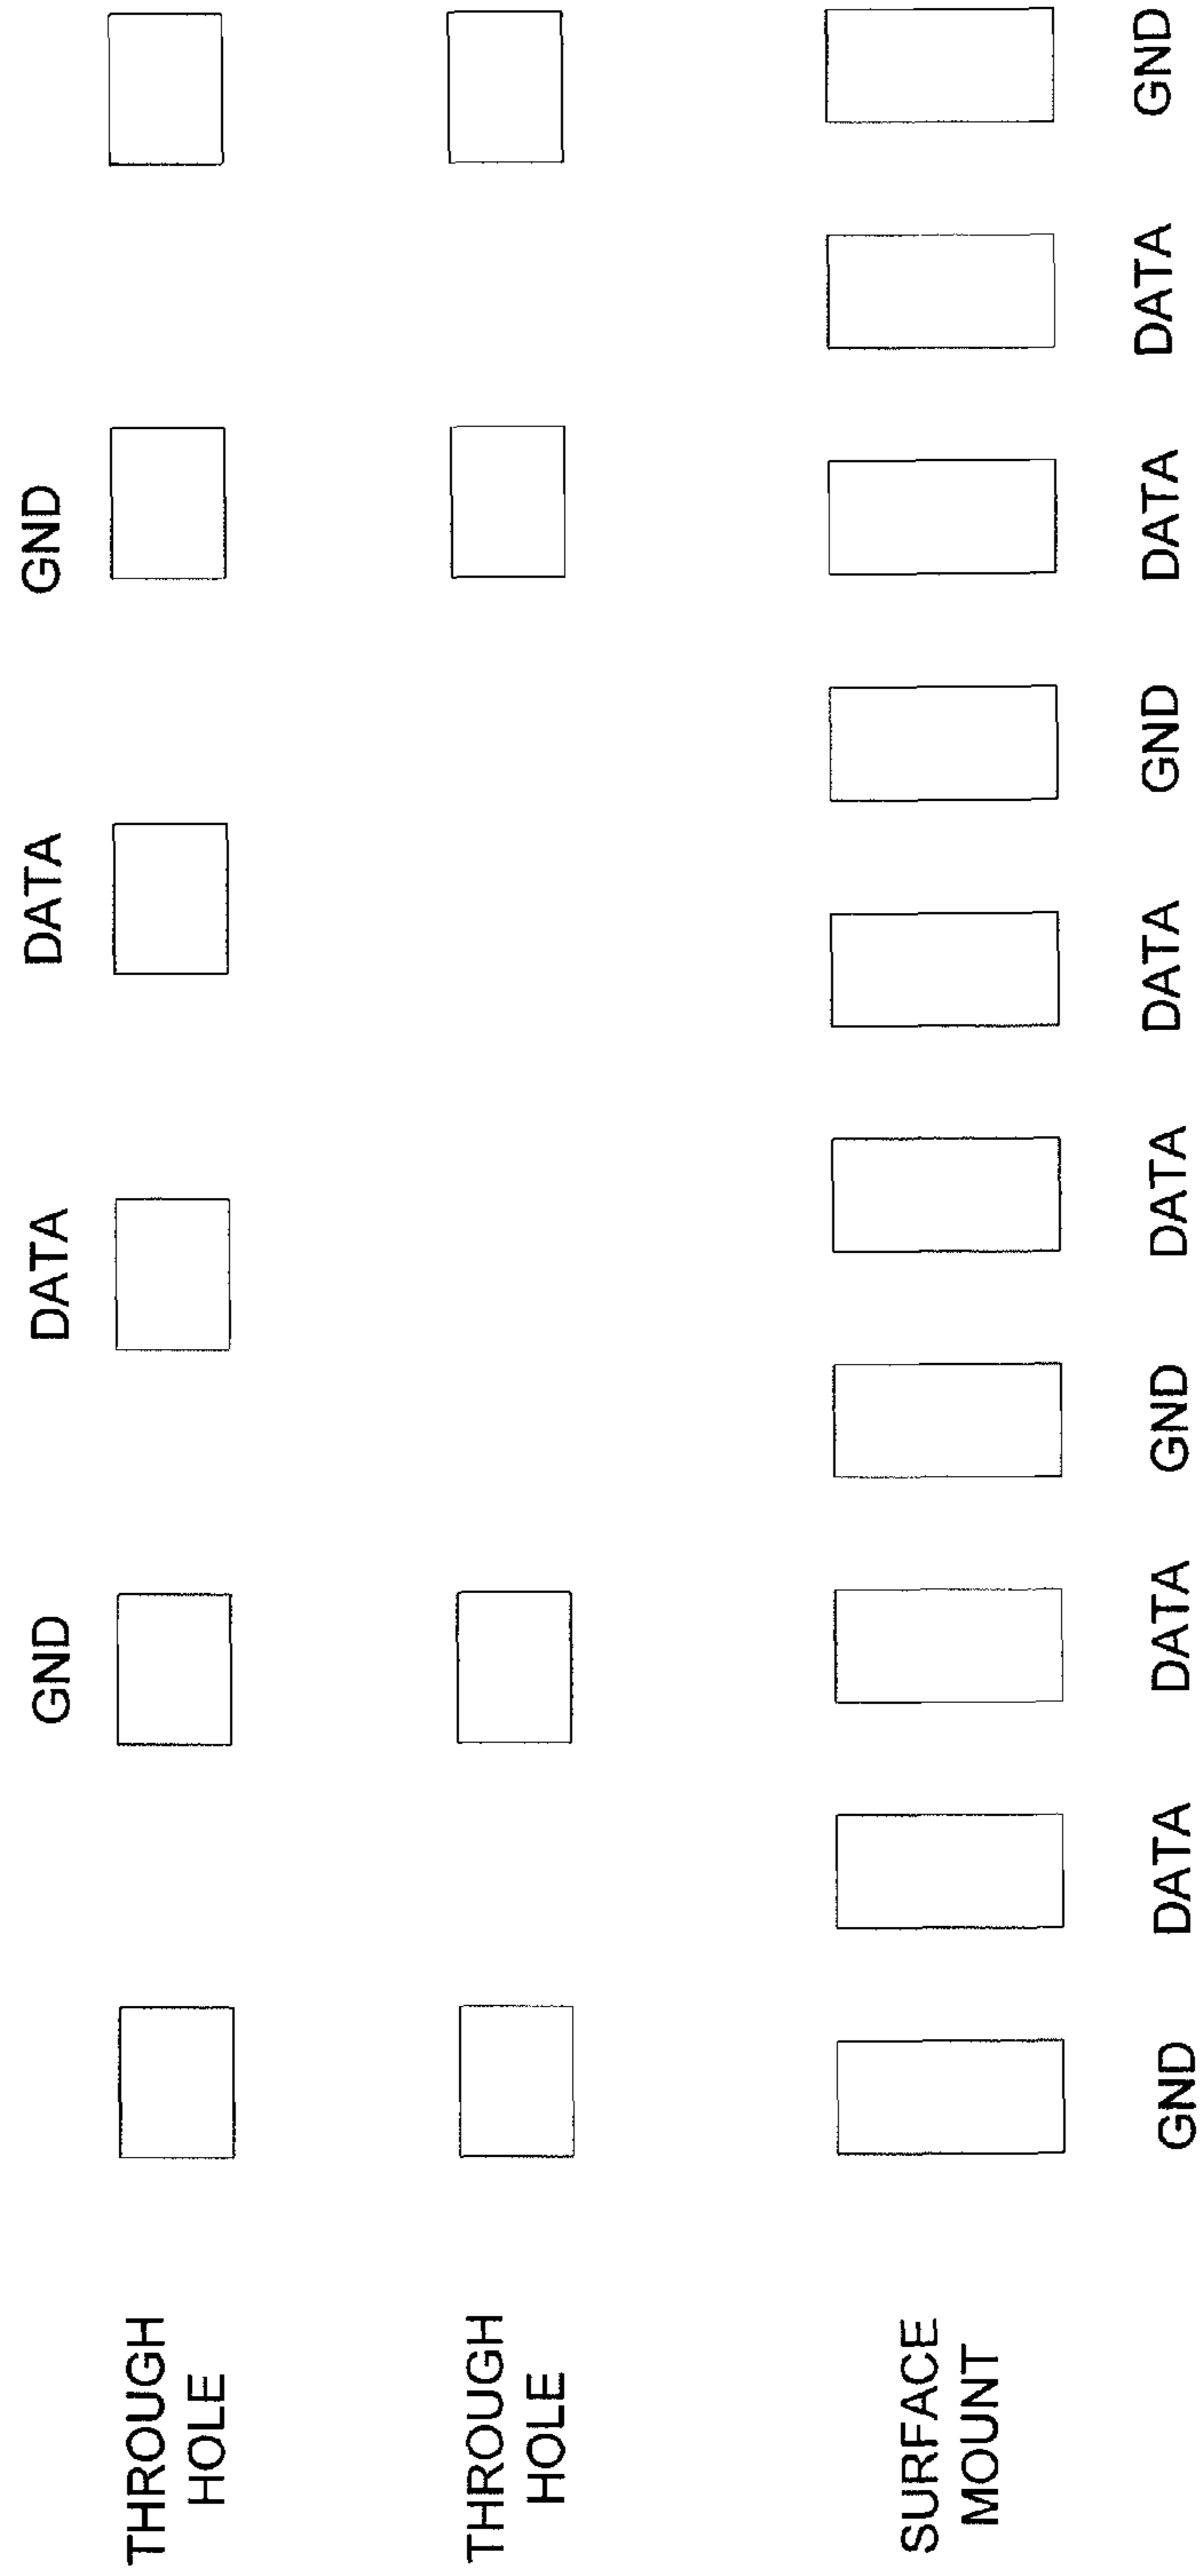 GND DATA DATA GND
THROUGH
HOLE
THROUGH
HOLE
SURFACE
MOUNT
GND DATA DATA GND DATA DATA GND DATA DATA GND